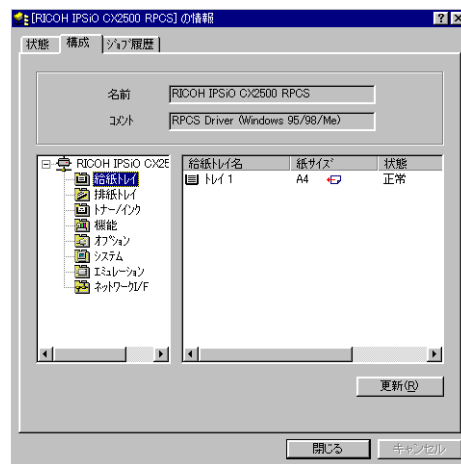 [RICOH IPSiO CX2500 RPCS] の情報
状態 構成 ｼﾞｮﾌﾞ履歴
名前 RICOH IPSiO CX2500 RPCS
ｺﾒﾝﾄ RPCS Driver (Windows 95/98/Me)
RICOH IPSiO CX25 給紙ﾄﾚｲ名 紙ｻｲｽﾞ 状態
給紙ﾄﾚｲ ﾄﾚｲ 1 A4 正常
排紙ﾄﾚｲ
ﾄﾅｰ/ｲﾝｸ
機能
ｵﾌﾟｼｮﾝ
ｼｽﾃﾑ
ｴﾐｭﾚｰｼｮﾝ
ﾈｯﾄﾜｰｸI/F
更新(R)
閉じる キャンセル